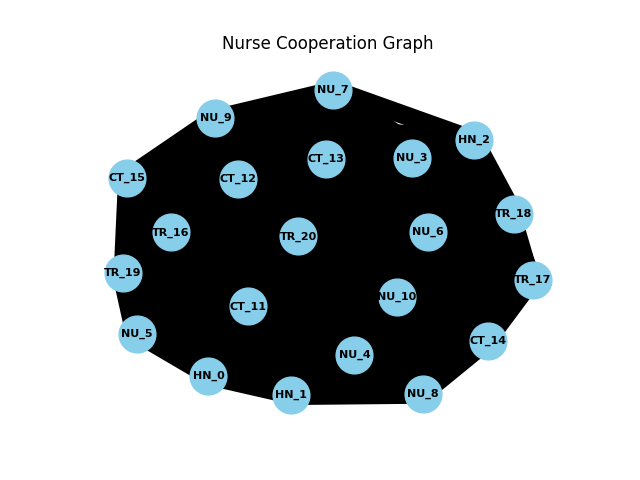 Nurse Cooperation Graph
NU_7
NU_9
HN_2
CT_13
NU_3
CT_15
CT_12
TR_18
TR_16
TR_20
NU_6
TR_19
TR_17
NU_10
CT_11
NU_5
CT_14
NU_4
HN_0
HN_1
NU_8